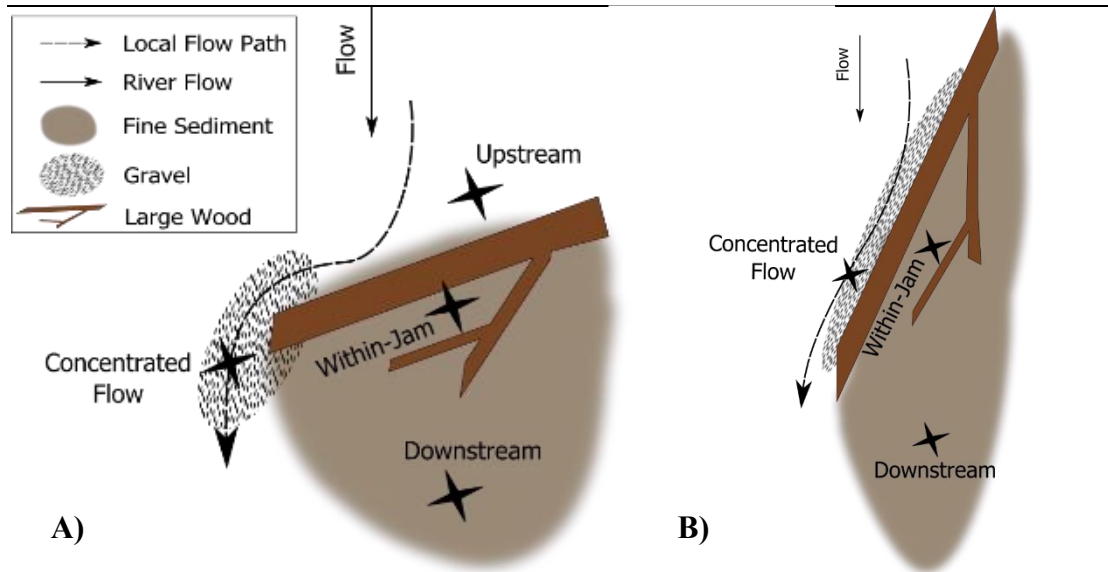 Local Flow Path
River Flow
Fine Sediment
Gravel
Large Wood
Flow
Upstream
Concentrated
Flow
Within-Jam
Downstream
A)
Flow
Concentrated
Flow
Within-Jam
Downstream
B)